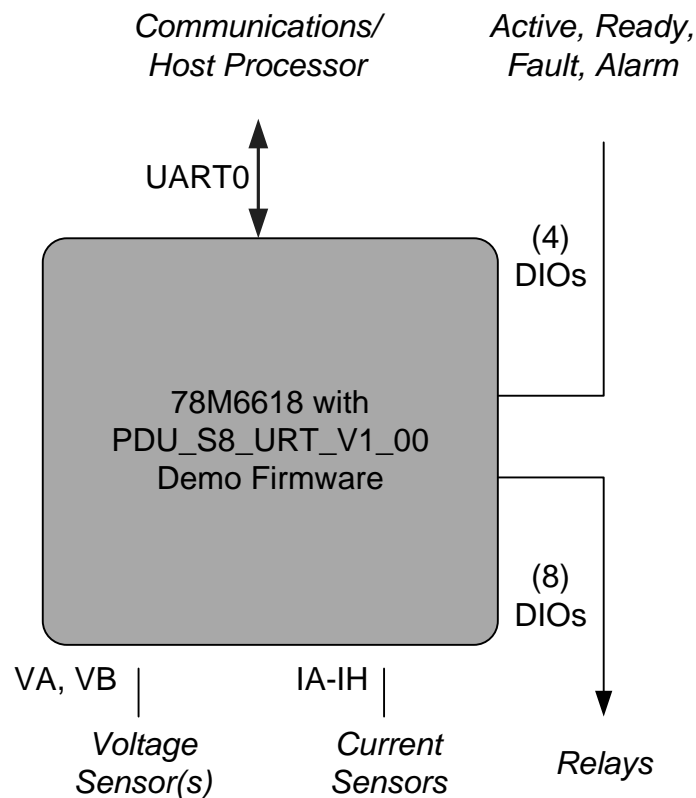 Communications/
Host Processor
Active, Ready,
Fault, Alarm
UART0
(4)
DIOs
78M6618 with
PDU_S8_URT_V1_00
Demo Firmware
(8)
DIOs
VA, VB
IA-IH
Voltage
Sensor(s)
Current
Sensors
Relays